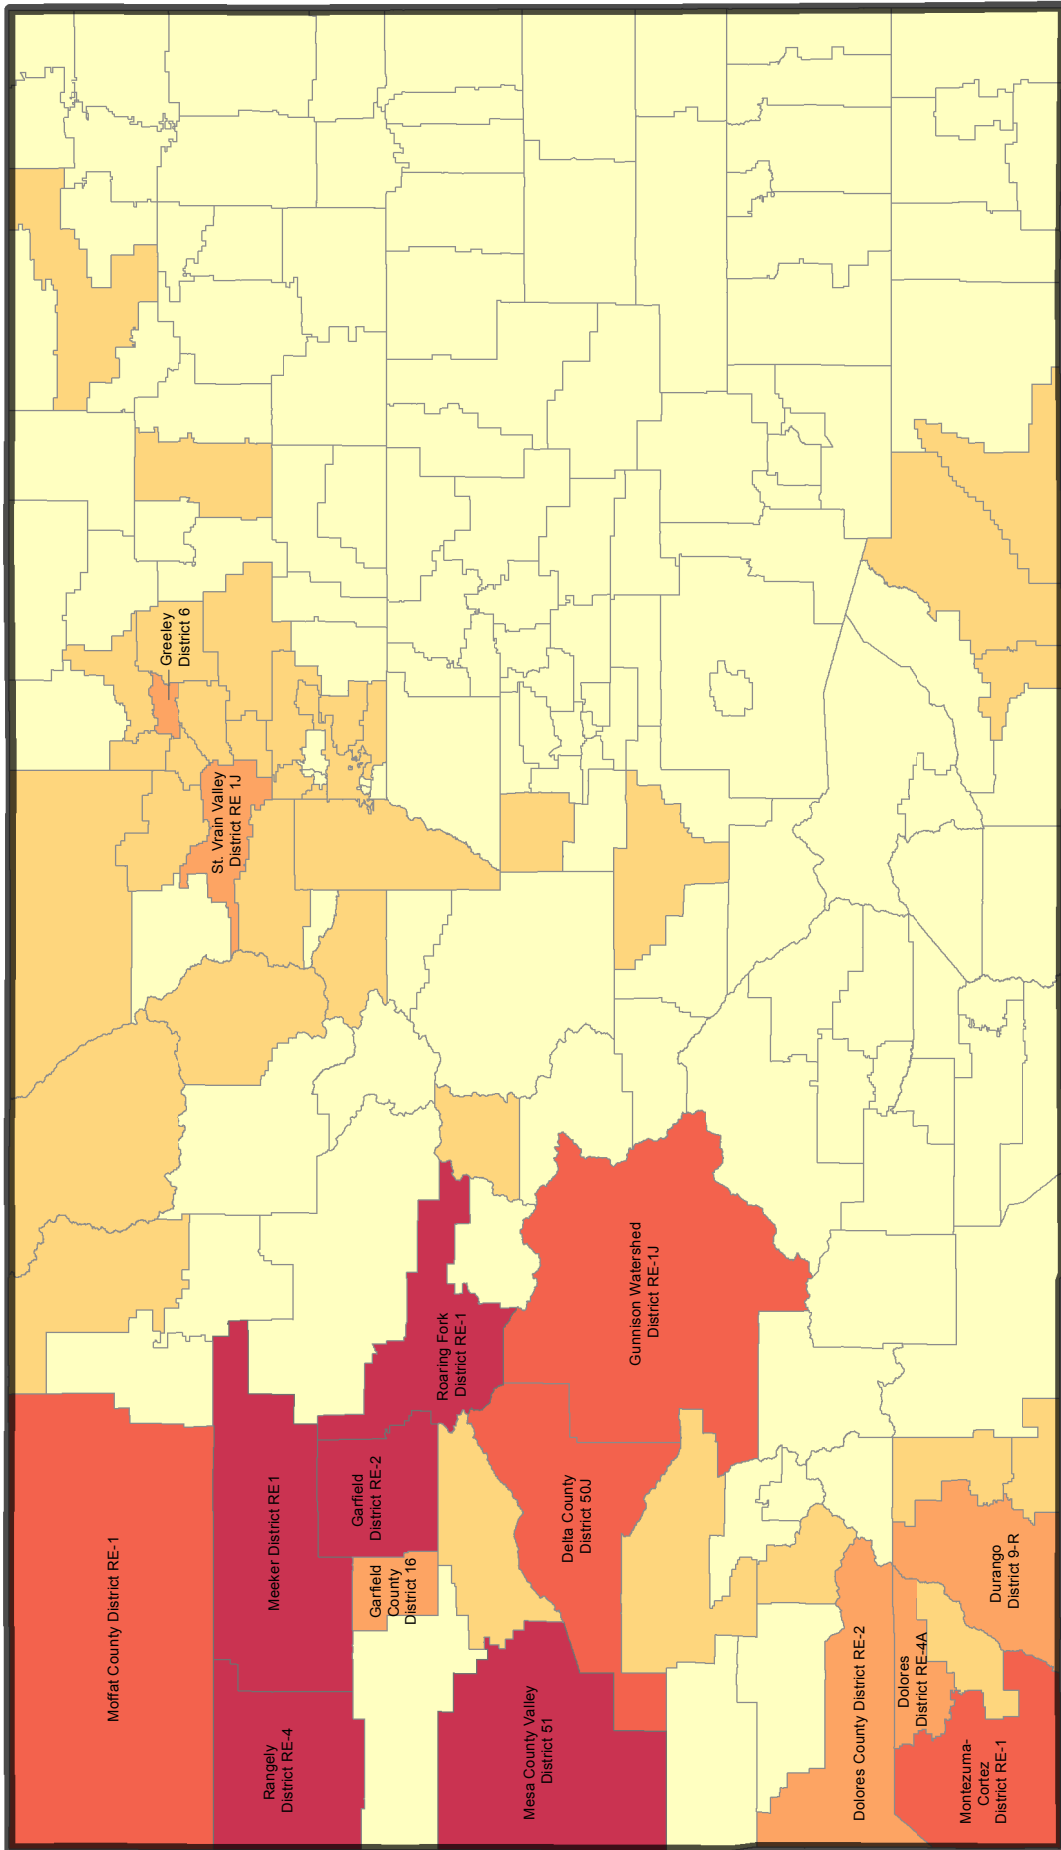 Moffat County District RE-1
Rangely
District RE-4
Meeker District RE1
Garfield
District RE-2
Garfield
County
District 16
Roaring Fork
District RE-1
Mesa County Valley
District 51
Delta County
District 50J
Gunnison Watershed
District RE-1J
Dolores County District RE-2
Dolores
District RE-4A
Montezuma-
Cortez
District RE-1
Durango
District 9-R
St. Vrain Valley
District RE 1J
Greeley
District 6